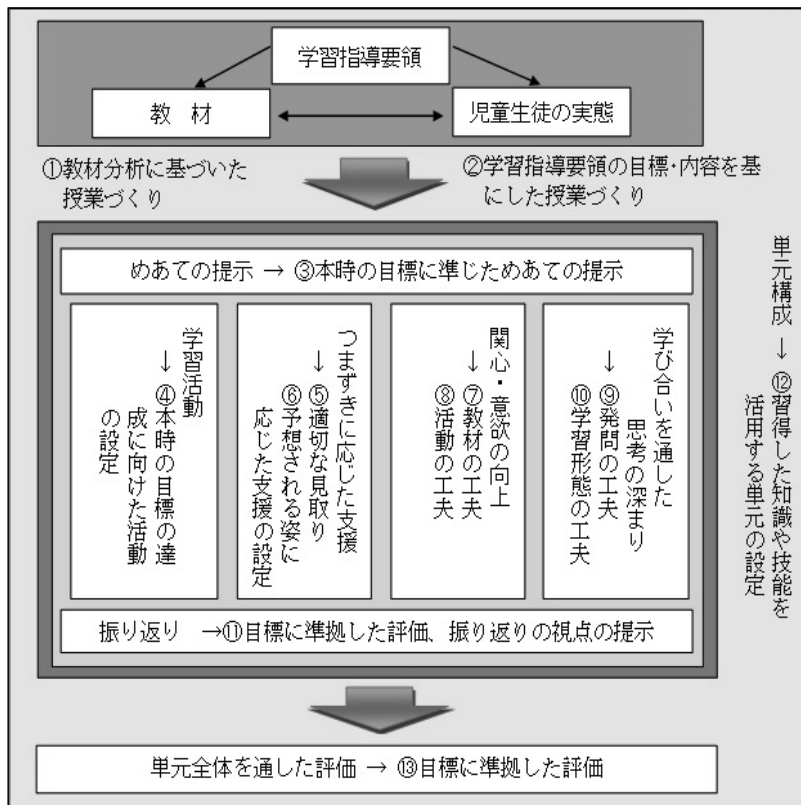 学習指導要領
教 材
児童生徒の実態
①教材分析に基づいた
授業づくり
②学習指導要領の目標・内容を基
にした授業づくり
めあての提示 → ③本時の目標に準じためあての提示
学習活動
→ ④本時の目標の達
成に向けた活動
の設定
つまずきに応じた支援
→ ⑤適切な見取り
⑥予想される姿に
応じた支援の設定
関心・意欲の向上
→ ⑦教材の工夫
⑧活動の工夫
学び合いを通した
思考の深まり
→ ⑨発問の工夫
⑩学習形態の工夫
振り返り →⑪目標に準拠した評価、振り返りの視点の提示
単元構成 → ⑫習得した知識や技能を
活用する単元の設定
単元全体を通した評価 → ⑬目標に準拠した評価